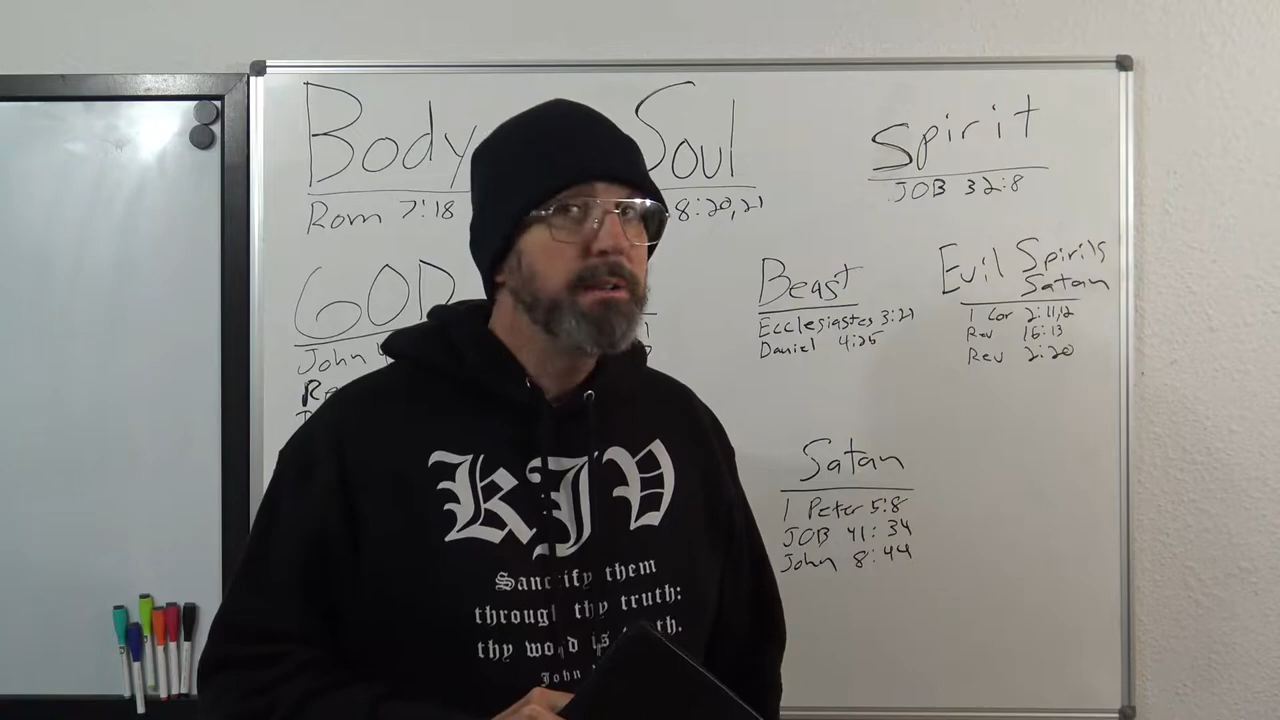 Body
Soul
Spirit
Rom 7:18
8:20,21
JOB 32:8
GOD
John
Beast
Ecclesiastes 3:21
Daniel 4:25
Evil Spirits
Satan
1 Cor 2:11,12
Rev 16:13
Rev 2:20
Satan
1 Peter 5:8
JOB 41:34
John 8:44
KJV
Sanctify them
through thy truth:
thy word is truth.
John